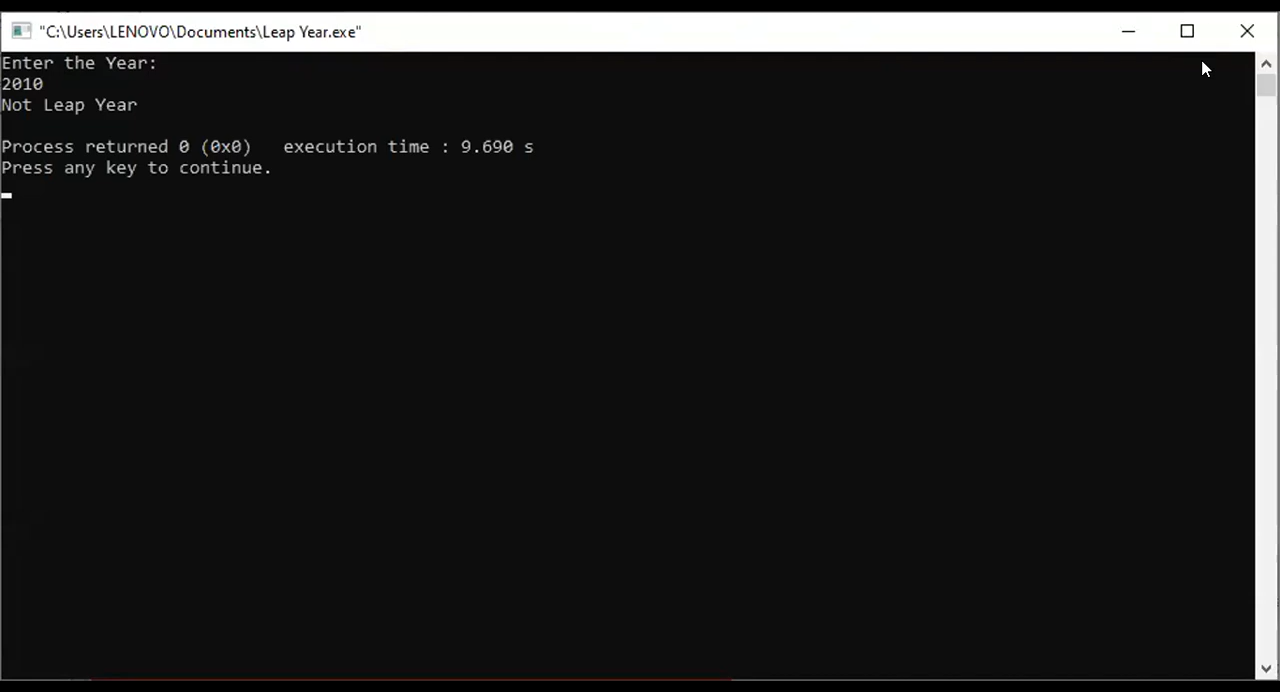 "C:\Users\LENOVO\Documents\Leap Year.exe"
Enter the Year:
2010
Not Leap Year
Process returned 0 (0x0)   execution time : 9.690 s
Press any key to continue.